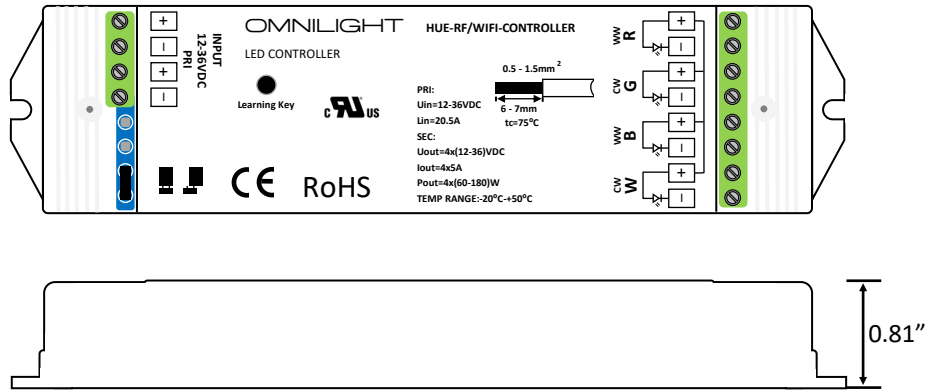 OMNILIGHT
HUE-RF/WIFI-CONTROLLER
LED CONTROLLER
Learning Key
INPUT
12-36VDC
PRI
+
−
+
−
c RU US
CE RoHS
PRI:
Uin=12-36VDC
Lin=20.5A
SEC:
Uout=4x(12-36)VDC
Iout=4x5A
Pout=4x(60-180)W
TEMP RANGE:-20°C-+50°C
0.5 - 1.5mm²
6 - 7mm
tc=75°C
WW R
+
−
CW G
+
−
WW B
+
−
CW W
+
−
0.81”